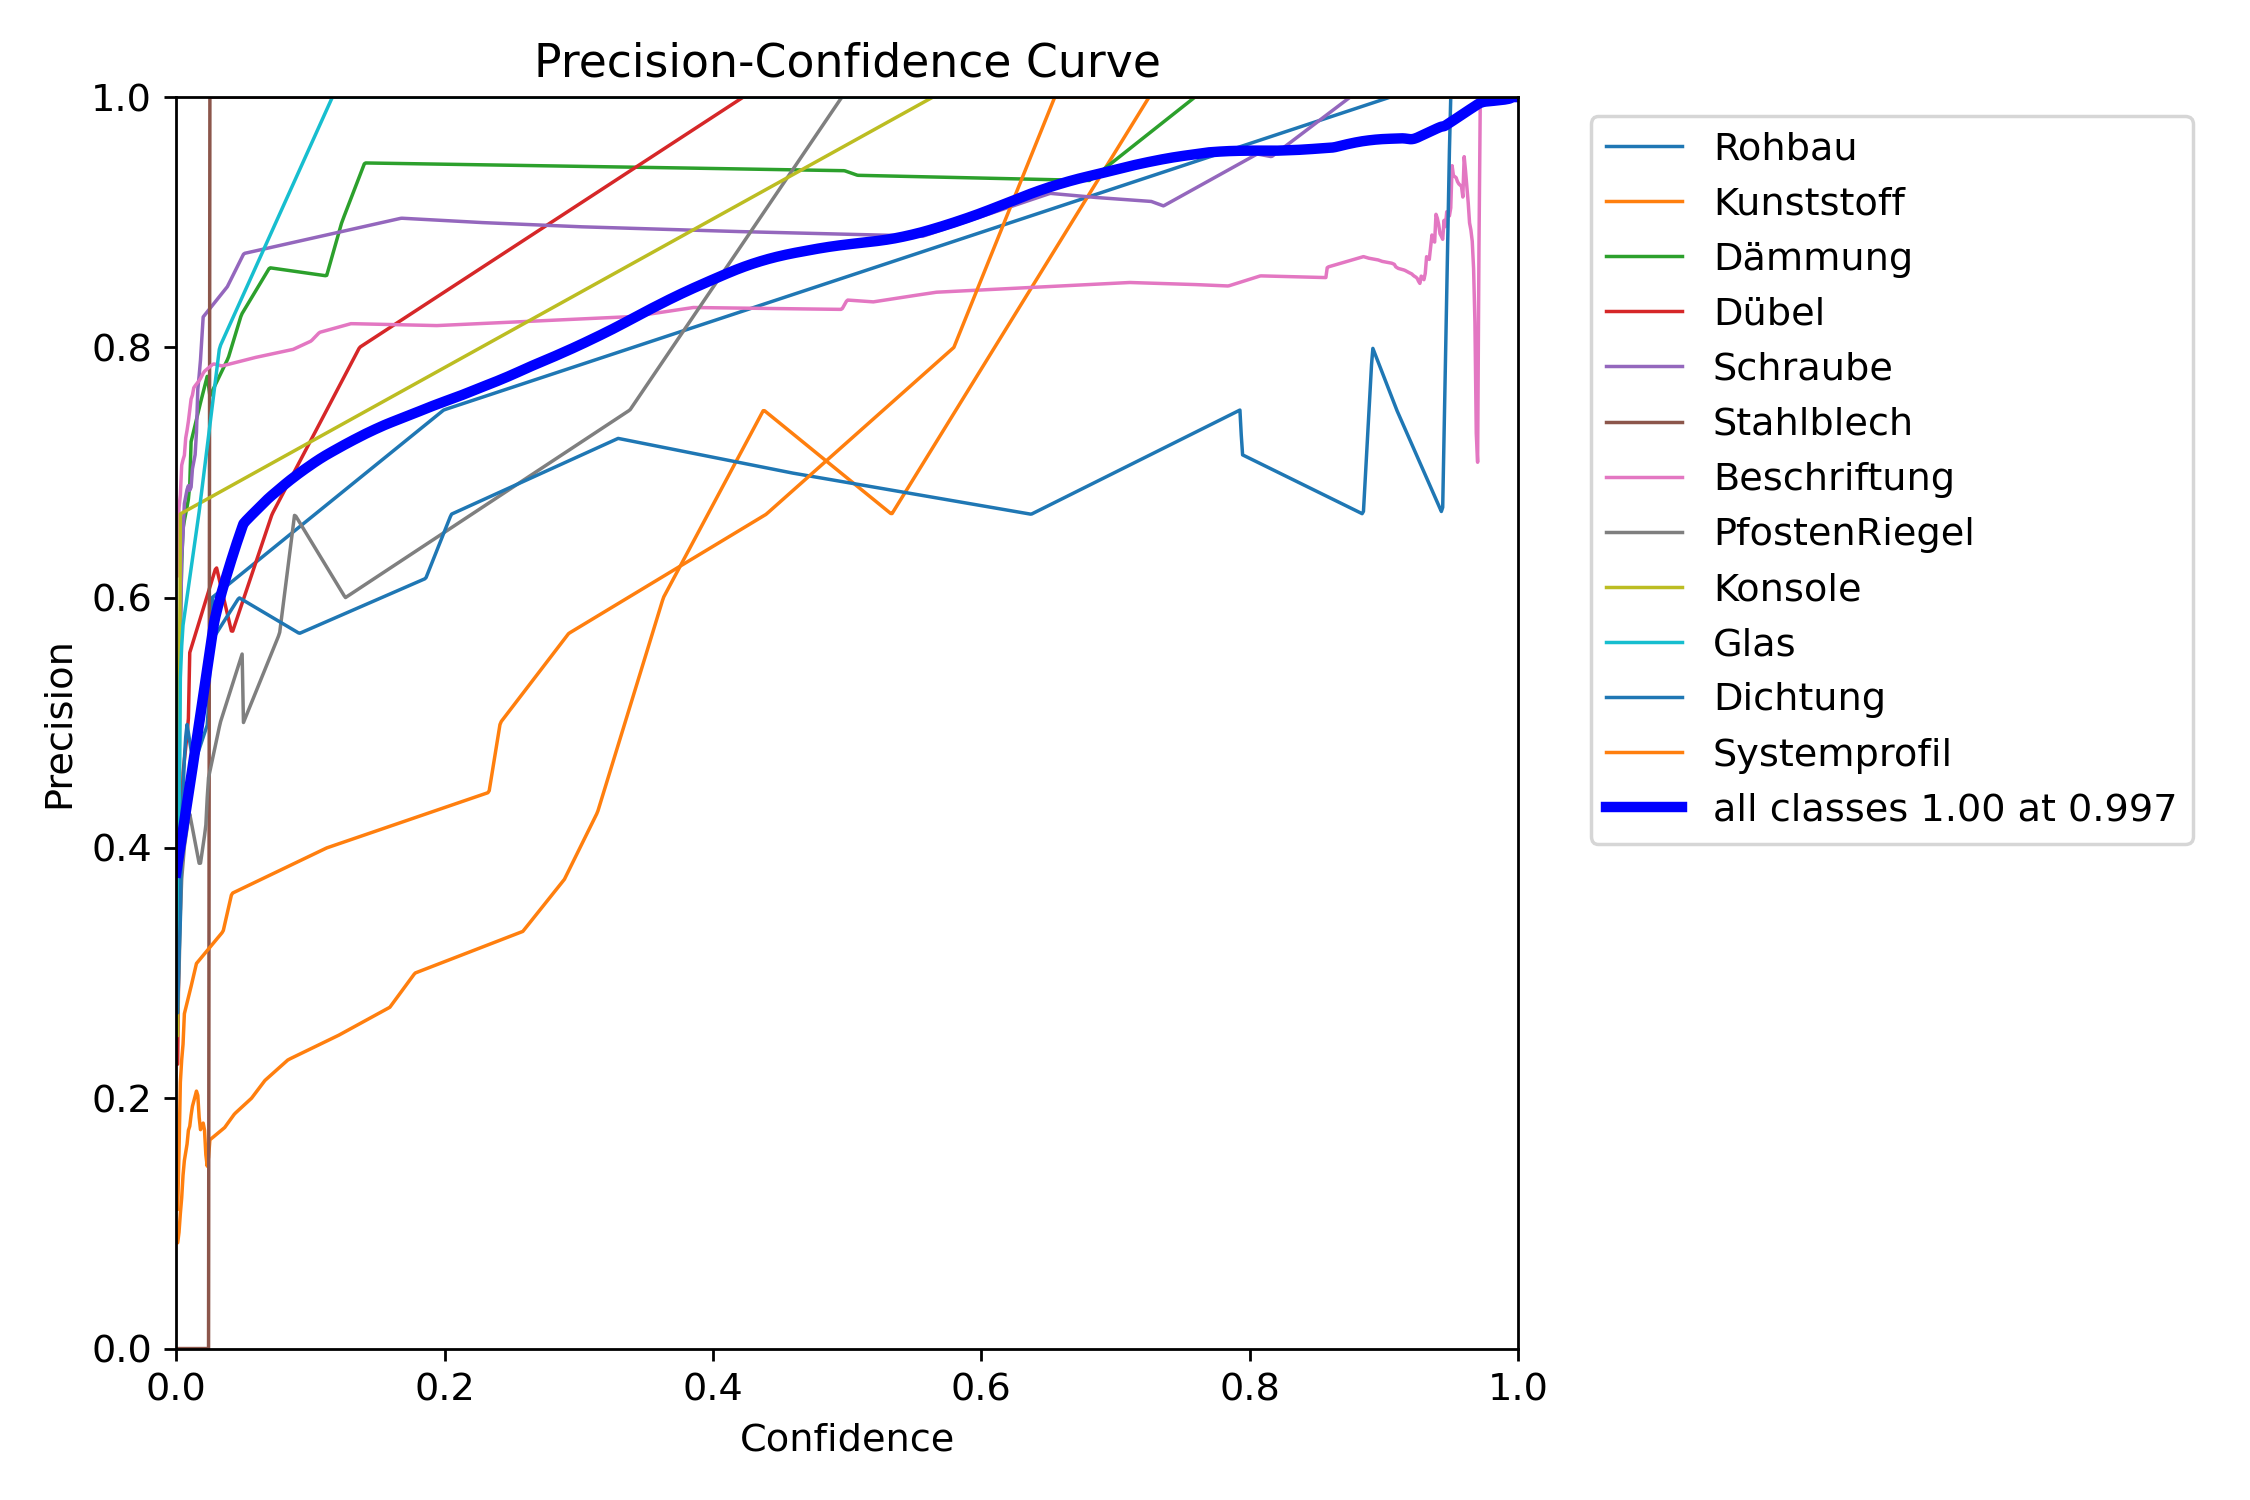 Precision-Confidence Curve
1.0
0.8
0.6
0.4
0.2
0.0
Precision
0.0 0.2 0.4 0.6 0.8 1.0
Confidence
Rohbau
Kunststoff
Dämmung
Dübel
Schraube
Stahlblech
Beschriftung
PfostenRiegel
Konsole
Glas
Dichtung
Systemprofil
all classes 1.00 at 0.997